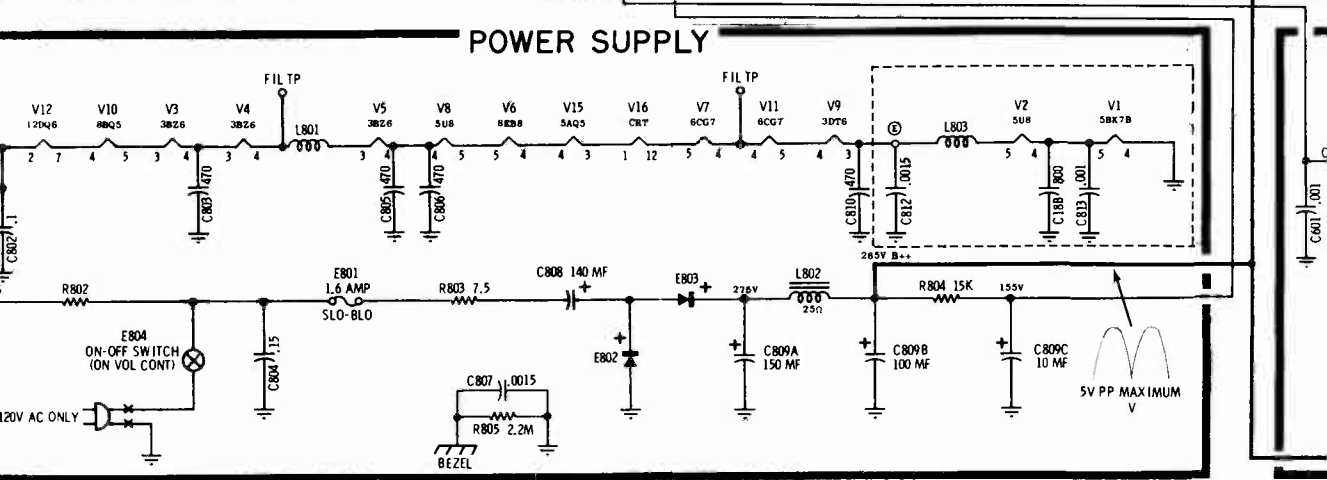 POWER SUPPLY
FIL TP
FIL TP
V12
12DQ6
V10
8BQ5
V3
3BZ6
V4
3BZ6
L801
V5
3BZ6
V8
5U8
V6
8EB8
V15
5AQ5
V16
CRT
V7
6CG7
V11
6CG7
V9
3DT6
E
L803
V2
5U8
V1
5BK7B
2 7 4 5 3 4 3 4 3 4 4 5 5 4 4 3 1 12 5 4 4 5 4 3 5 4 5 4
C802 .1
C803 470
C805 470
C806 470
C810 470
C812 .0015
C18B 800
C813 .001
C601 .001
C
265V B++
R802
E801
1.6 AMP
SLO-BLO
R803 7.5
C808 140 MF
+
E803
+
276V
L802
25Ω
R804 15K
155V
E804
ON-OFF SWITCH
(ON VOL CONT)
C804 .15
+
E802
+
C809A
150 MF
+
C809B
100 MF
+
C809C
10 MF
5V PP MAXIMUM
V
120V AC ONLY
C807 .0015
R805 2.2M
BEZEL